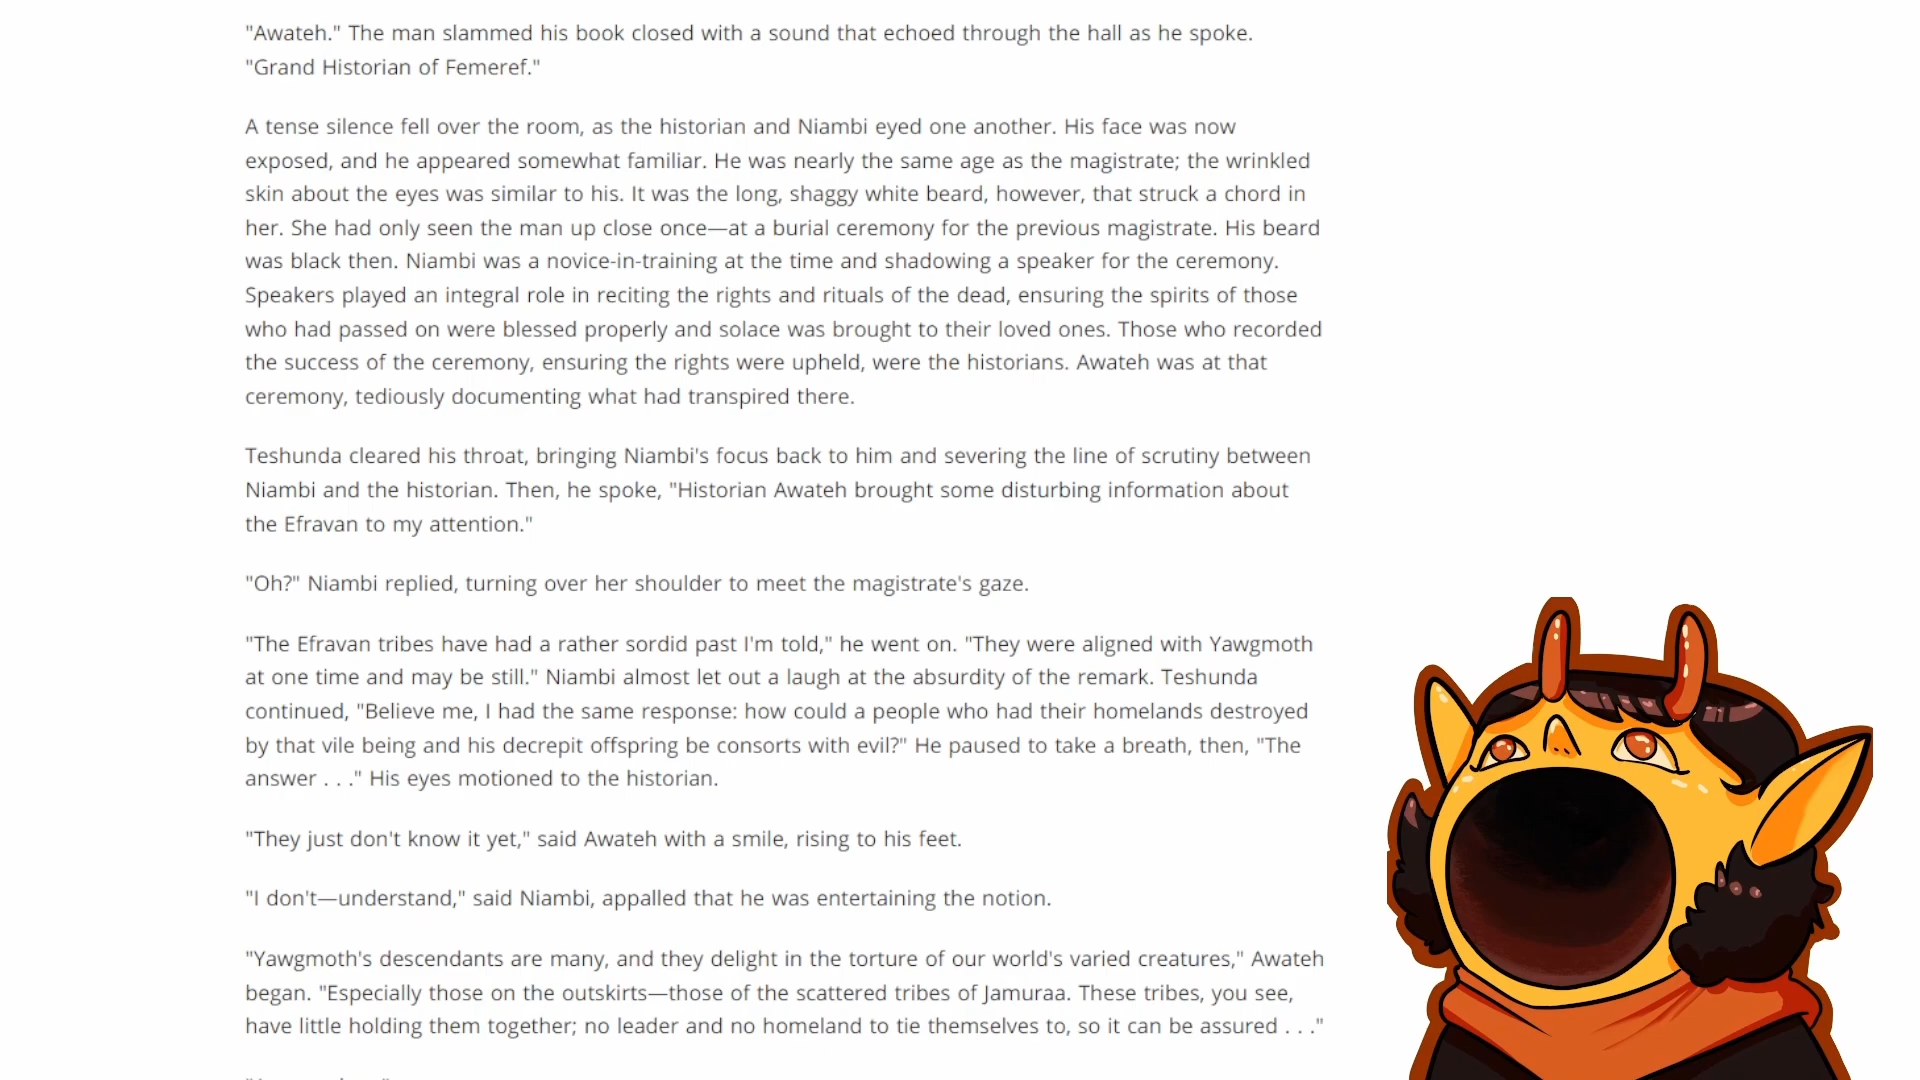 "Awateh." The man slammed his book closed with a sound that echoed through the hall as he spoke.
"Grand Historian of Femeref."
A tense silence fell over the room, as the historian and Niambi eyed one another. His face was now
exposed, and he appeared somewhat familiar. He was nearly the same age as the magistrate; the wrinkled
skin about the eyes was similar to his. It was the long, shaggy white beard, however, that struck a chord in
her. She had only seen the man up close once—at a burial ceremony for the previous magistrate. His beard
was black then. Niambi was a novice-in-training at the time and shadowing a speaker for the ceremony.
Speakers played an integral role in reciting the rights and rituals of the dead, ensuring the spirits of those
who had passed on were blessed properly and solace was brought to their loved ones. Those who recorded
the success of the ceremony, ensuring the rights were upheld, were the historians. Awateh was at that
ceremony, tediously documenting what had transpired there.
Teshunda cleared his throat, bringing Niambi's focus back to him and severing the line of scrutiny between
Niambi and the historian. Then, he spoke, "Historian Awateh brought some disturbing information about
the Efravan to my attention."
"Oh?" Niambi replied, turning over her shoulder to meet the magistrate's gaze.
"The Efravan tribes have had a rather sordid past I'm told," he went on. "They were aligned with Yawgmoth
at one time and may be still." Niambi almost let out a laugh at the absurdity of the remark. Teshunda
continued, "Believe me, I had the same response: how could a people who had their homelands destroyed
by that vile being and his decrepit offspring be consorts with evil?" He paused to take a breath, then, "The
answer . . ." His eyes motioned to the historian.
"They just don't know it yet," said Awateh with a smile, rising to his feet.
"I don't—understand," said Niambi, appalled that he was entertaining the notion.
"Yawgmoth's descendants are many, and they delight in the torture of our world's varied creatures," Awateh
began. "Especially those on the outskirts—those of the scattered tribes of Jamuraa. These tribes, you see,
have little holding them together; no leader and no homeland to tie themselves to, so it can be assured . . ."